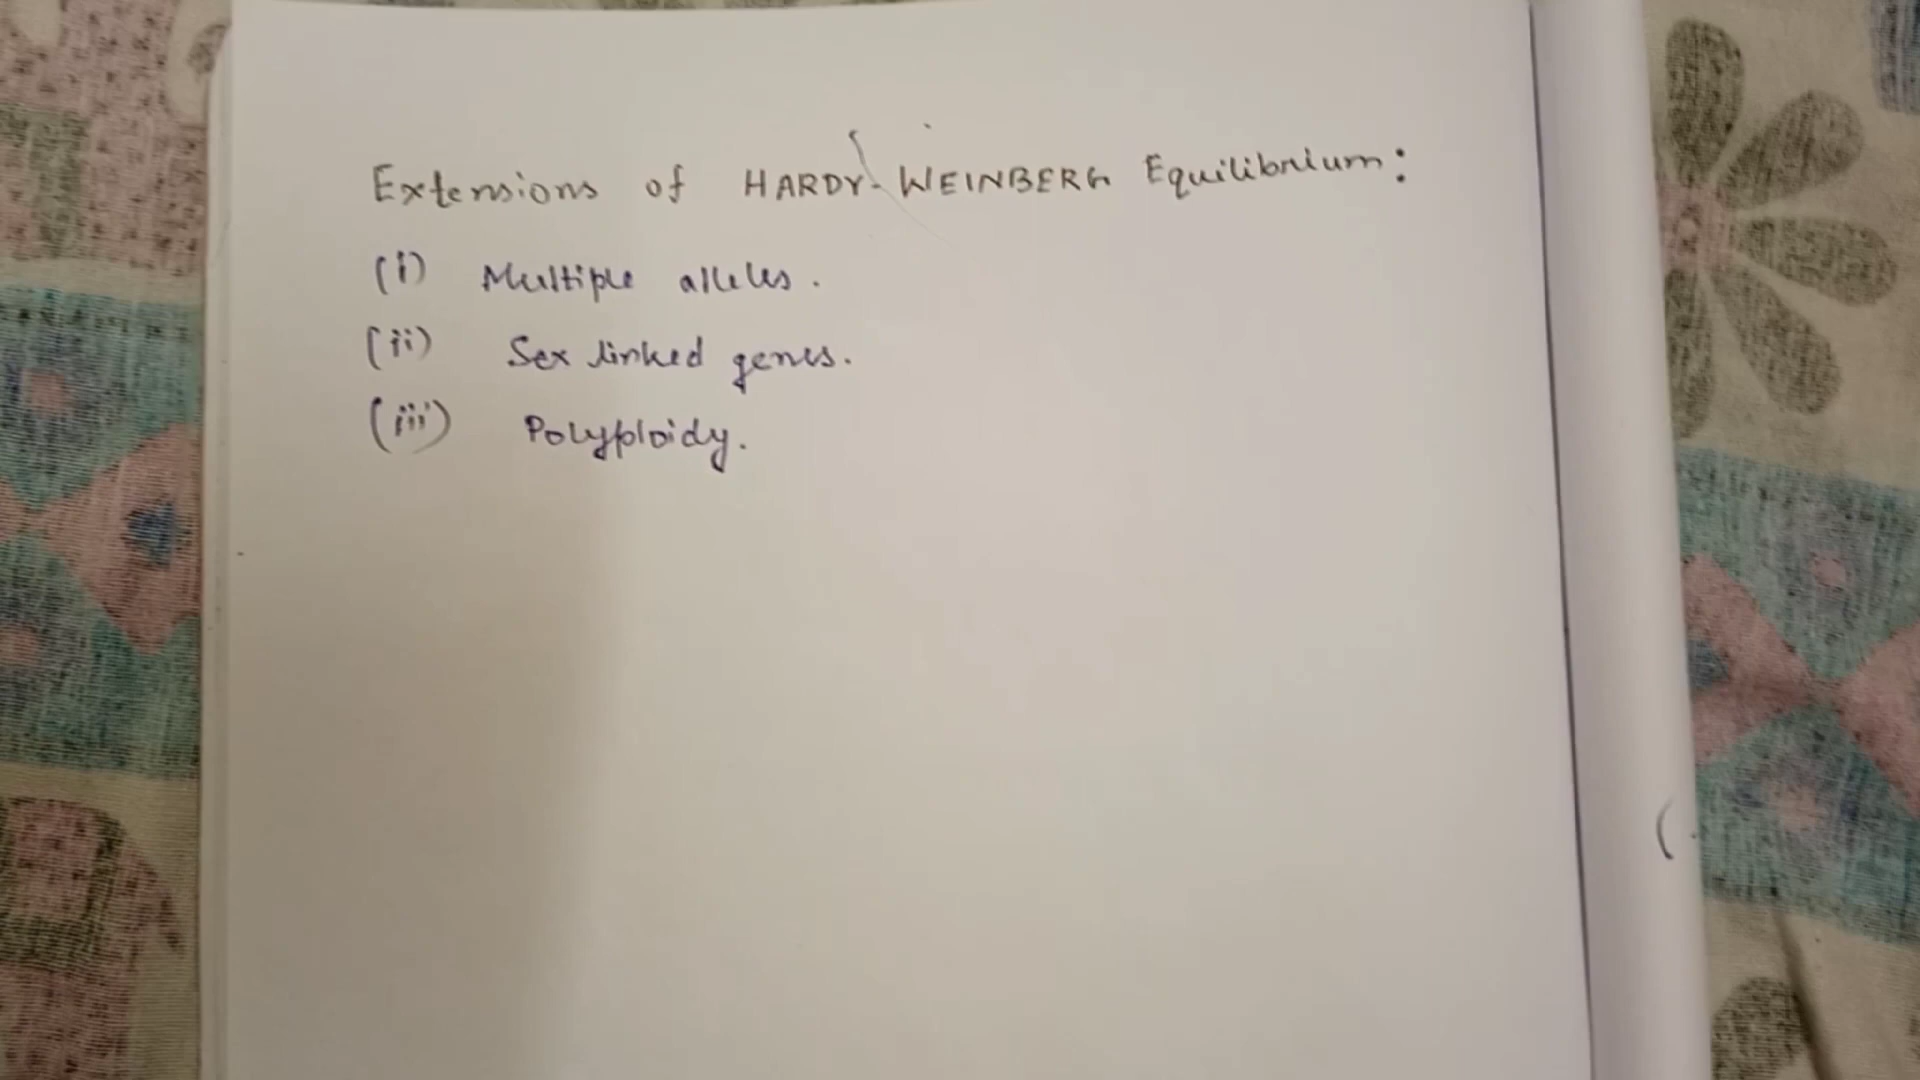 Extensions of HARDY-WEINBERG Equilibrium:
(i) Multiple alleles.
(ii) Sex linked genes.
(iii) Polyploidy.
(